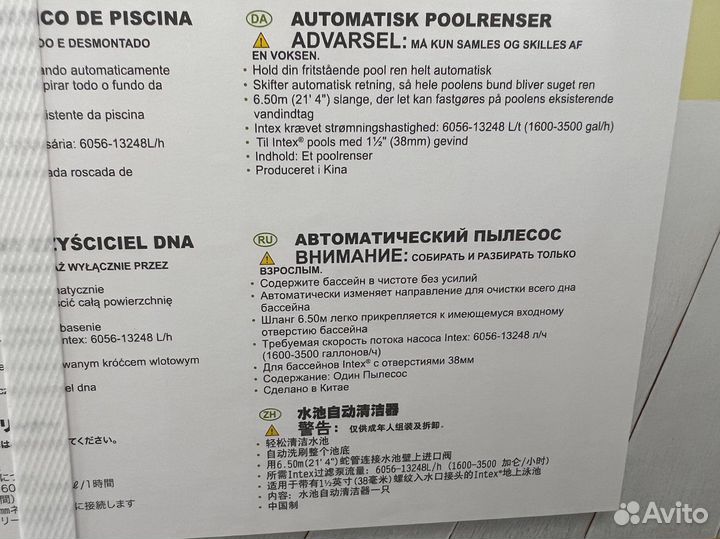 ICO DE PISCINA
DO E DESMONTADO
ando automaticamente
pirar todo o fundo da
istente da piscina
sária: 6056-13248L/h
ada roscada de
DA AUTOMATISK POOLRENSER
ADVARSEL: MÅ KUN SAMLES OG SKILLES AF
EN VOKSEN.
• Hold din fritstående pool ren helt automatisk
• Skifter automatisk retning, så hele poolens bund bliver suget ren
• 6.50m (21' 4") slange, der let kan fastgøres på poolens eksisterende
vandindtag
• Intex krævet strømningshastighed: 6056-13248 L/t (1600-3500 gal/h)
• Til Intex® pools med 1½" (38mm) gevind
• Indhold: Et poolrenser
• Produceret i Kina
ZYŚCICIEL DNA
AŻ WYŁĄCZNIE PRZEZ
matycznie
ścić całą powierzchnię
basenie
Intex: 6056-13248 L/h
owanym króćcem wlotowym
iel dna
RU АВТОМАТИЧЕСКИЙ ПЫЛЕСОС
ВНИМАНИЕ: СОБИРАТЬ И РАЗБИРАТЬ ТОЛЬКО
ВЗРОСЛЫМ.
• Содержите бассейн в чистоте без усилий
• Автоматически изменяет направление для очистки всего дна
бассейна
• Шланг 6.50м легко прикрепляется к имеющемуся входному
отверстию бассейна
• Требуемая скорость потока насоса Intex: 6056-13248 л/ч
(1600-3500 галлонов/ч)
• Для бассейнов Intex® с отверстиями 38мм
• Содержание: Один Пылесос
• Сделано в Китае
てください。
ℓ/1時間
に接続します
ZH 水池自动清洁器
警告: 仅供成年人组装及拆卸.
• 轻松清洁水池
• 自动洗刷整个池底
• 用6.50m(21' 4")蛇管连接水池壁上进口阀
• 所需Intex过滤泵流量: 6056-13248L/h (1600-3500 加仑/小时)
• 适用于带有1½英寸(38毫米)螺纹入水口接头的Intex®地上泳池
• 内容: 水池自动清洁器一只
• 中国制
Avito